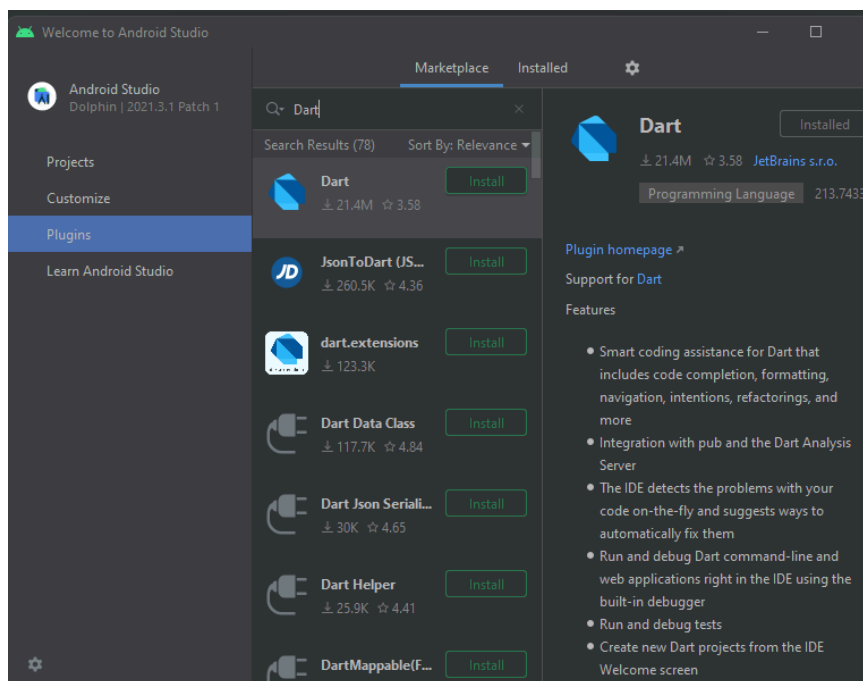 Welcome to Android Studio
Android Studio
Dolphin | 2021.3.1 Patch 1
Projects
Customize
Plugins
Learn Android Studio
Marketplace
Installed
Dart
Search Results (78)
Sort By: Relevance
Dart
Install
21.4M
3.58
JsonToDart (JS...
Install
260.5K
4.36
dart.extensions
Install
123.3K
Dart Data Class
Install
117.7K
4.84
Dart Json Seriali...
Install
30K
4.65
Dart Helper
Install
25.9K
4.41
DartMappable(F...
Install
Dart
Installed
21.4M
3.58
JetBrains s.r.o.
Programming Language
213.7433
Plugin homepage
Support for Dart
Features
Smart coding assistance for Dart that
includes code completion, formatting,
navigation, intentions, refactorings, and
more
Integration with pub and the Dart Analysis
Server
The IDE detects the problems with your
code on-the-fly and suggests ways to
automatically fix them
Run and debug Dart command-line and
web applications right in the IDE using the
built-in debugger
Run and debug tests
Create new Dart projects from the IDE
Welcome screen